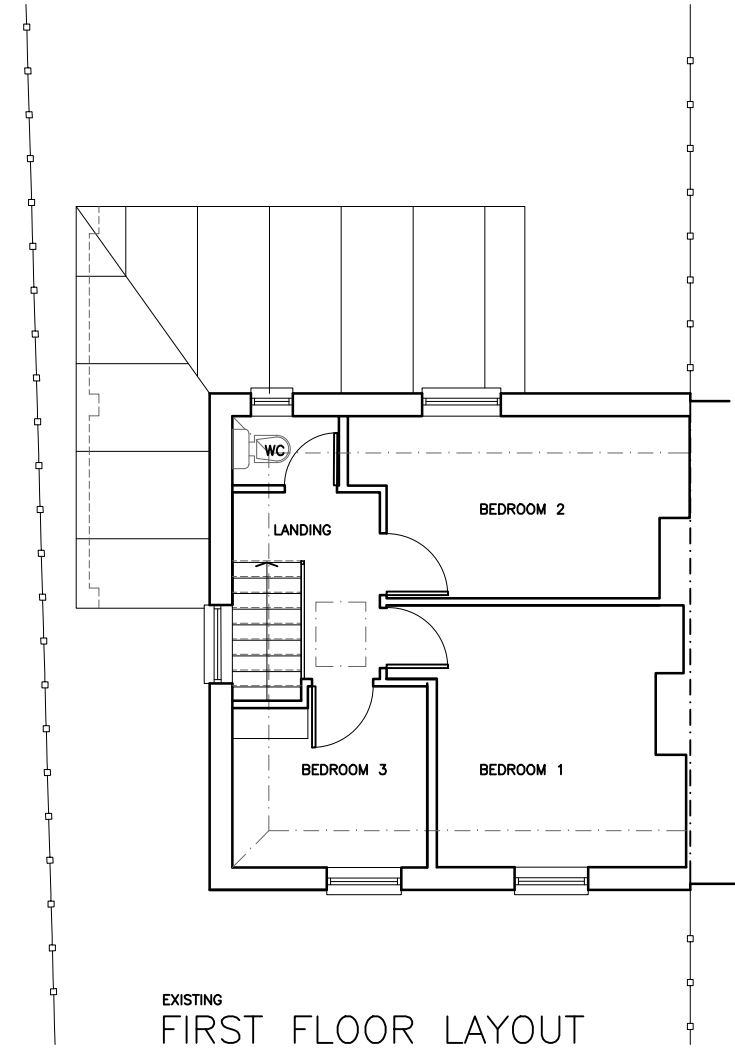 WC
BEDROOM 2
LANDING
BEDROOM 3
BEDROOM 1
EXISTING
FIRST FLOOR LAYOUT